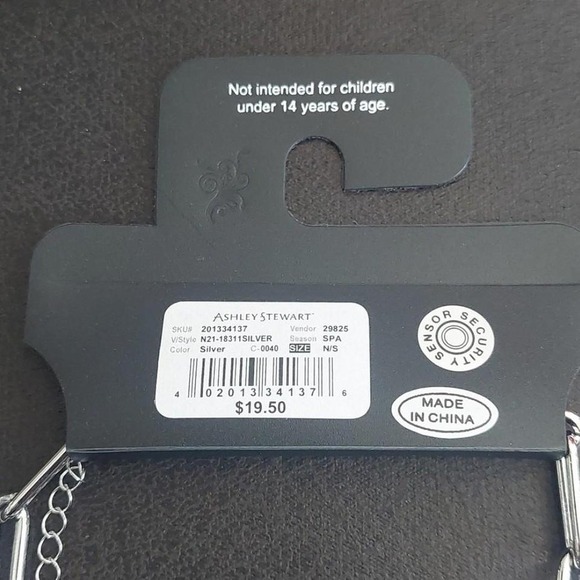 Not intended for children
under 14 years of age.
ASHLEY STEWART™
SKU# 201334137 Vendor 29825
V/Style N21-18311SILVER Season SPA
Color Silver C-0040 SIZE N/S
4 02013 34137 6
$19.50
SENSOR SECURITY
MADE
IN CHINA